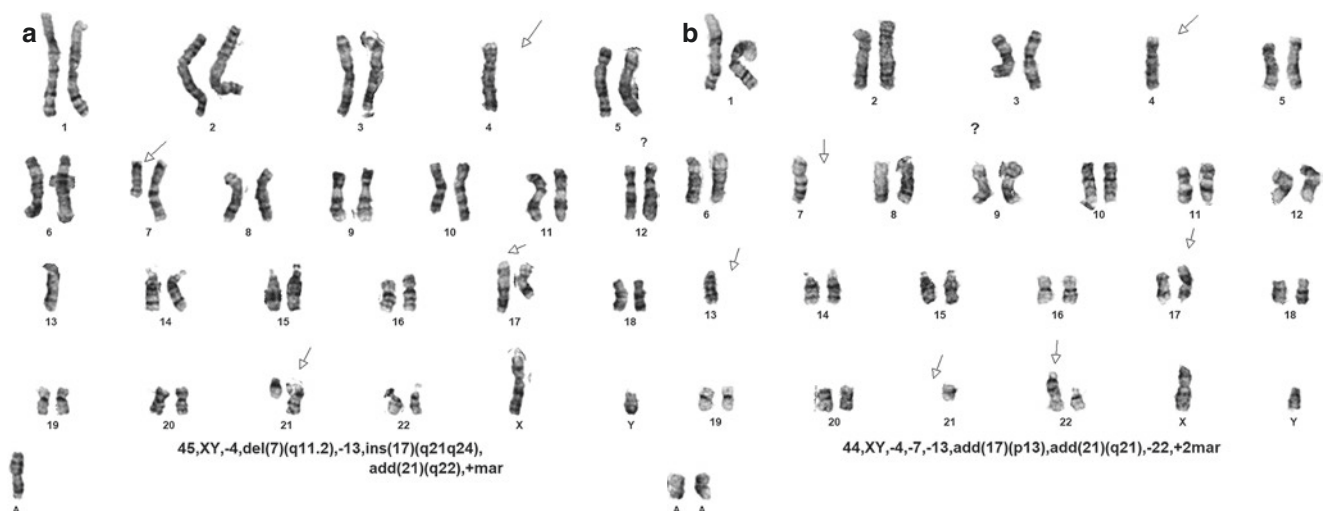 a
1 2 3 4 5
?
6 7 8 9 10 11 12
13 14 15 16 17 18
19 20 21 22 X Y
45,XY,-4,del(7)(q11.2),-13,ins(17)(q21q24),
add(21)(q22),+mar
A
b
1 2 3 4 5
?
6 7 8 9 10 11 12
13 14 15 16 17 18
19 20 21 22 X Y
44,XY,-4,-7,-13,add(17)(p13),add(21)(q21),-22,+2mar
A A